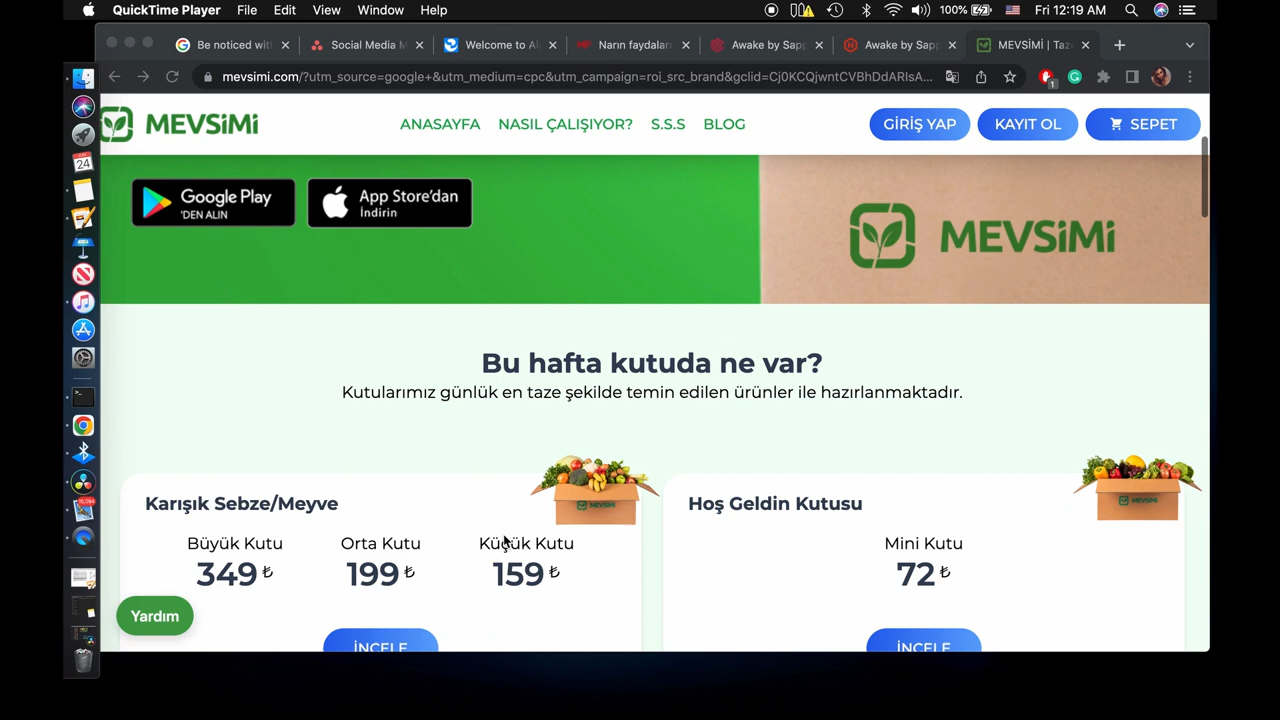 QuickTime Player File Edit View Window Help 100% Fri 12:19 AM
Be noticed wit Social Media M Welcome to Al Narın faydaları Awake by Sapp Awake by Sapp MEVSİMİ | Taz
mevsimi.com/?utm_source=google+&utm_medium=cpc&utm_campaign=roi_src_brand&gclid=Cj0KCQjwntCVBhDdARIsA...
MEVSiMi ANASAYFA NASIL ÇALIŞIYOR? S.S.S BLOG GİRİŞ YAP KAYIT OL SEPET
Google Play
'DEN ALIN
App Store'dan
İndirin
MEVSiMi
Bu hafta kutuda ne var?
Kutularımız günlük en taze şekilde temin edilen ürünler ile hazırlanmaktadır.
Karışık Sebze/Meyve
MEVSiMi
Büyük Kutu Orta Kutu Küçük Kutu
349 ₺ 199 ₺ 159 ₺
İNCELE
Hoş Geldin Kutusu
MEVSiMi
Mini Kutu
72 ₺
İNCELE
Yardım
24
1